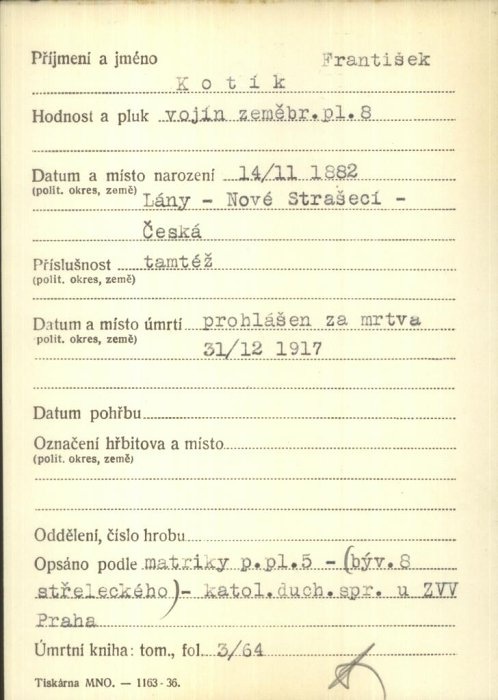 Příjmení a jméno František
Kotík
Hodnost a pluk vojín zeměbr.pl.8
Datum a místo narození 14/11 1882
(polit. okres, země) Lány - Nové Strašecí -
Česká
Příslušnost tamtéž
(polit. okres, země)
Datum a místo úmrtí prohlášen za mrtva
(polit. okres, země) 31/12 1917
Datum pohřbu
Označení hřbitova a místo
(polit. okres, země)
Oddělení, číslo hrobu
Opsáno podle matriky p.pl.5 - (býv.8
střeleckého) - katol.duch.spr. u ZVV
Praha
Úmrtní kniha: tom., fol. 3/64
Tiskárna MNO. — 1163-36.